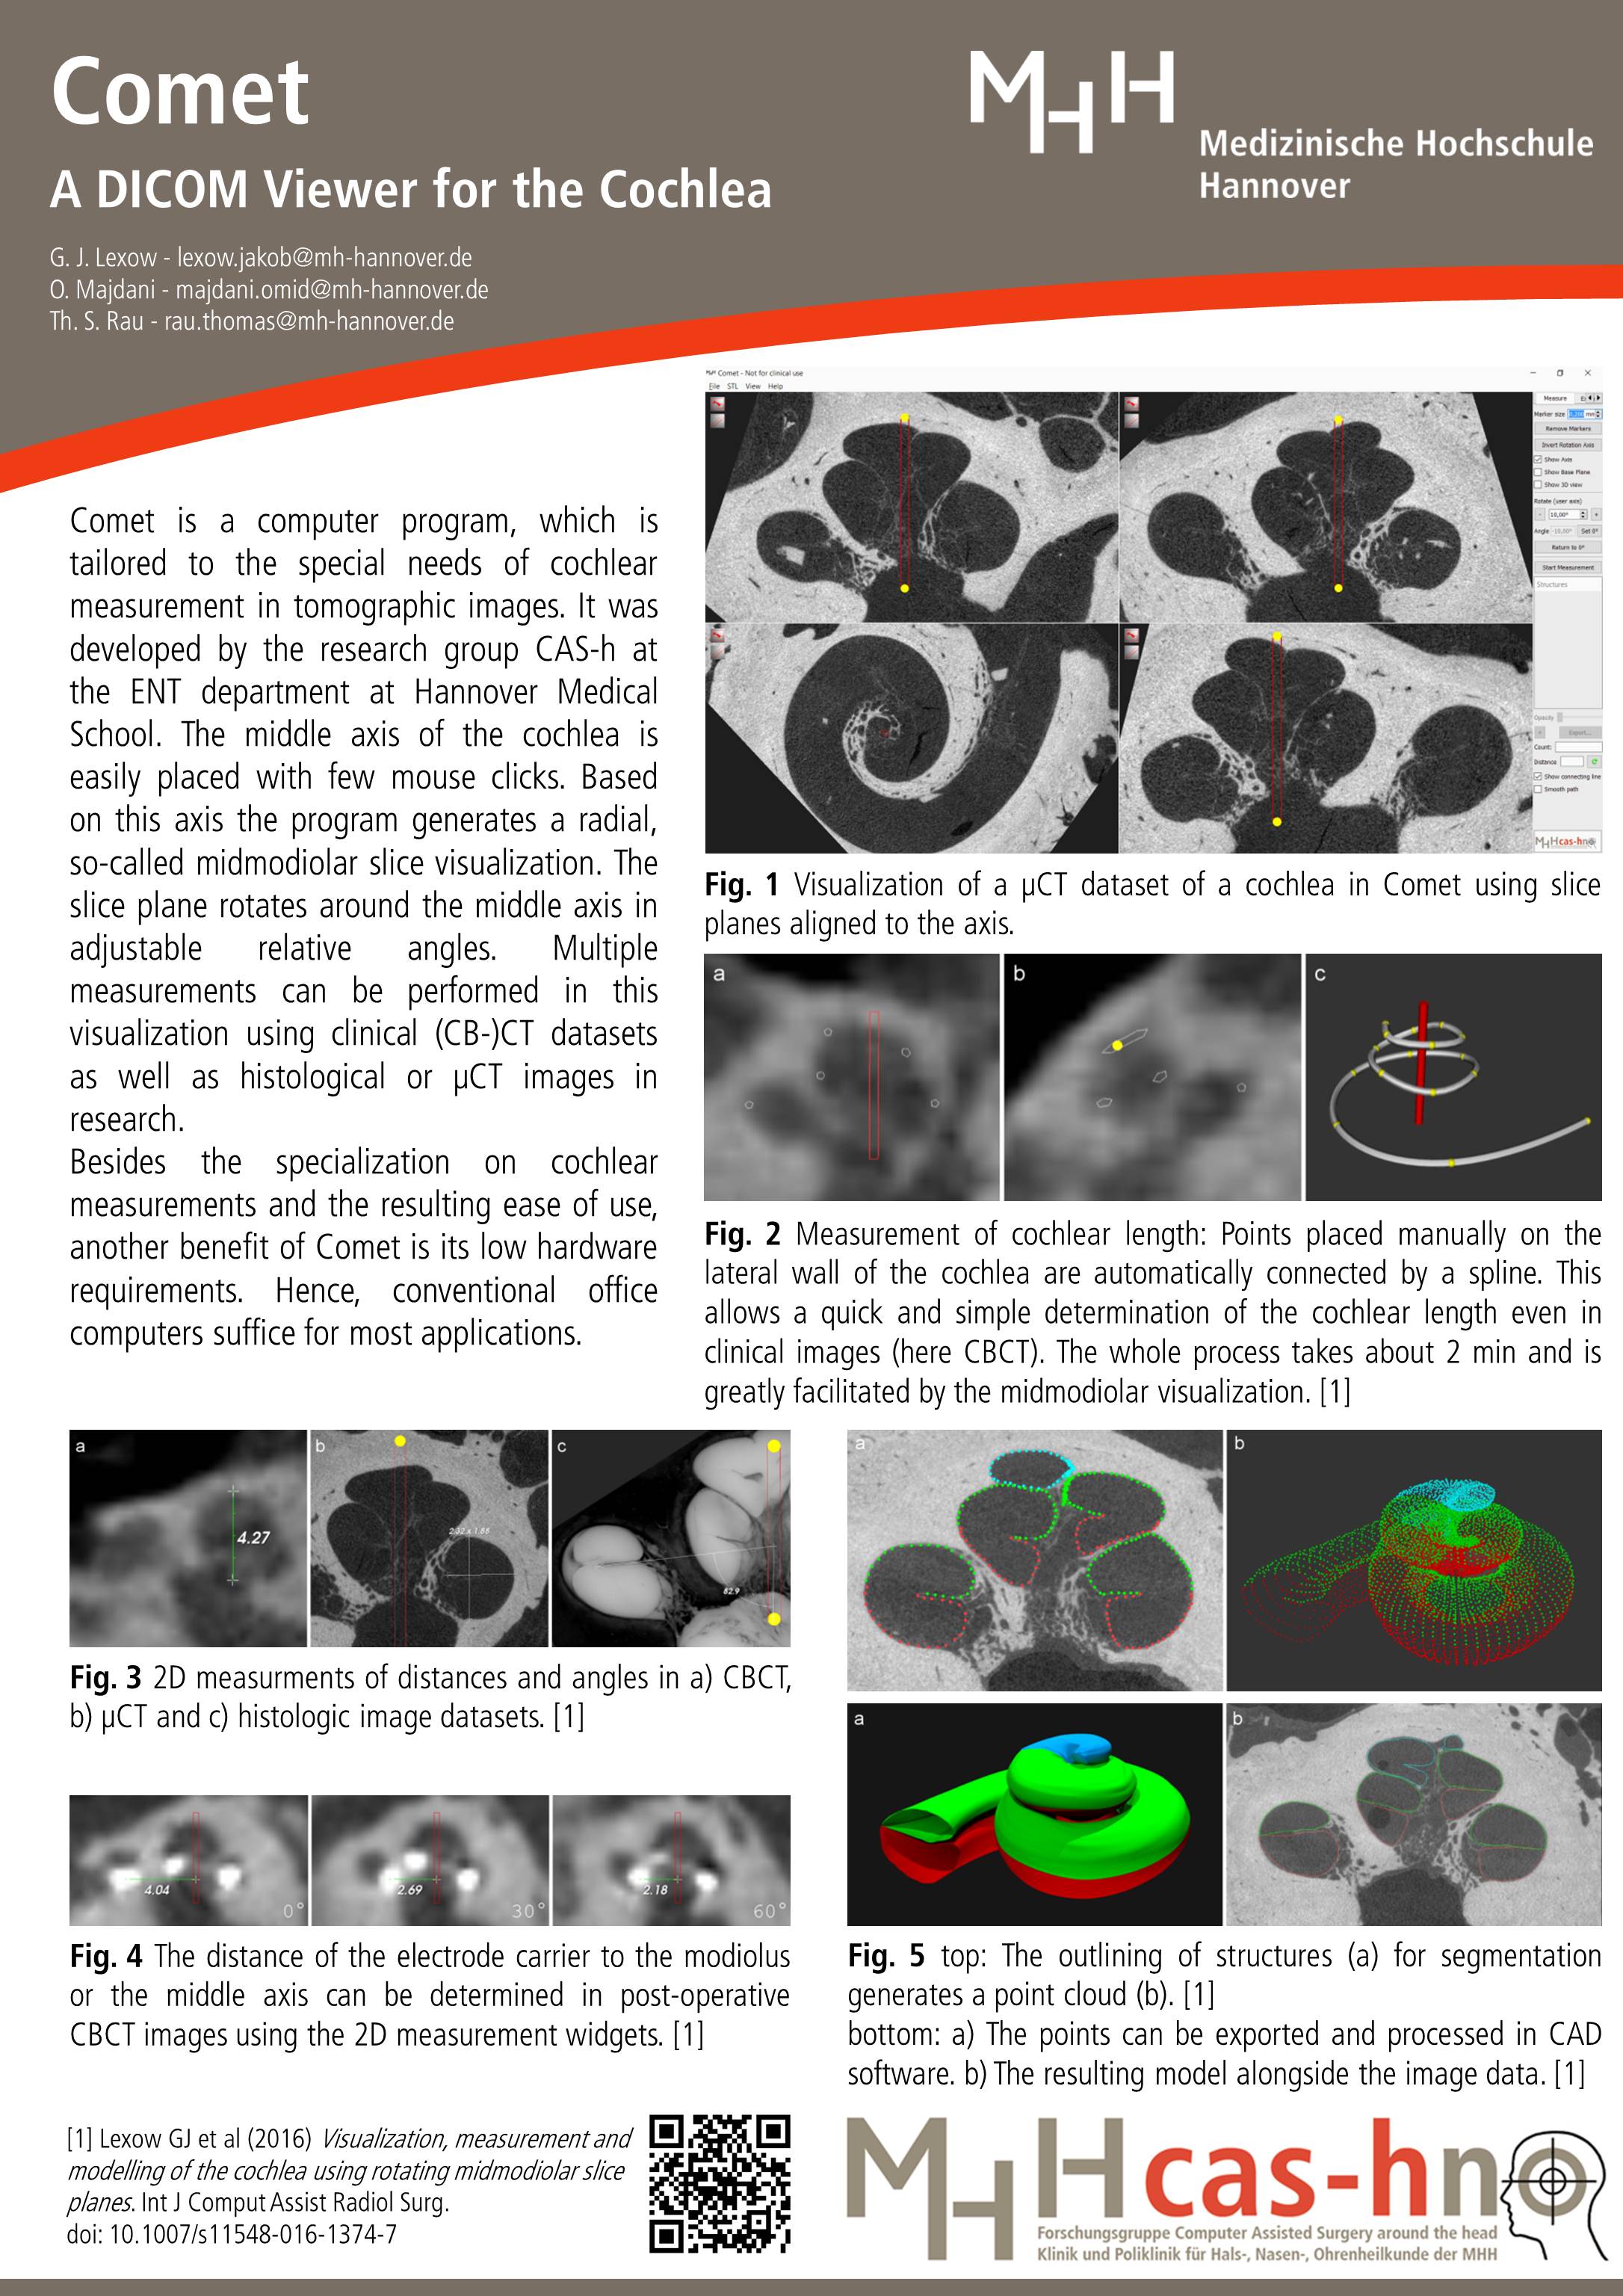 Comet
A DICOM Viewer for the Cochlea
G. J. Lexow - lexow.jakob@mh-hannover.de
O. Majdani - majdani.omid@mh-hannover.de
Th. S. Rau - rau.thomas@mh-hannover.de
MHH
Medizinische Hochschule
Hannover
Comet is a computer program, which is
tailored to the special needs of cochlear
measurement in tomographic images. It was
developed by the research group CAS-h at
the ENT department at Hannover Medical
School. The middle axis of the cochlea is
easily placed with few mouse clicks. Based
on this axis the program generates a radial,
so-called midmodiolar slice visualization. The
slice plane rotates around the middle axis in
adjustable relative angles. Multiple
measurements can be performed in this
visualization using clinical (CB-)CT datasets
as well as histological or µCT images in
research.
Besides the specialization on cochlear
measurements and the resulting ease of use,
another benefit of Comet is its low hardware
requirements. Hence, conventional office
computers suffice for most applications.
MHH Comet - Not for clinical use
File STL View Help
Measure
Marker size mm
Remove Markers
Invert Rotation Axis
Show Axis
Show Base Plane
Show 3D view
Rotate (user axis)
- 10,00° +
Angle -10,00° Set 0°
Return to 0°
Start Measurement
Structures
Opacity
Export...
Count:
Distance
Show connecting line
Smooth path
MHHcas-hno
Fig. 1 Visualization of a µCT dataset of a cochlea in Comet using slice
planes aligned to the axis.
a b c
Fig. 2 Measurement of cochlear length: Points placed manually on the
lateral wall of the cochlea are automatically connected by a spline. This
allows a quick and simple determination of the cochlear length even in
clinical images (here CBCT). The whole process takes about 2 min and is
greatly facilitated by the midmodiolar visualization. [1]
a b c
4.27
2.02 x 1.88
82.9
Fig. 3 2D measurments of distances and angles in a) CBCT,
b) µCT and c) histologic image datasets. [1]
4.04 0°
2.69 30°
2.18 60°
Fig. 4 The distance of the electrode carrier to the modiolus
or the middle axis can be determined in post-operative
CBCT images using the 2D measurement widgets. [1]
a b
a b
Fig. 5 top: The outlining of structures (a) for segmentation
generates a point cloud (b). [1]
bottom: a) The points can be exported and processed in CAD
software. b) The resulting model alongside the image data. [1]
[1] Lexow GJ et al (2016) Visualization, measurement and
modelling of the cochlea using rotating midmodiolar slice
planes. Int J Comput Assist Radiol Surg.
doi: 10.1007/s11548-016-1374-7
MHHcas-hno
Forschungsgruppe Computer Assisted Surgery around the head
Klinik und Poliklinik für Hals-, Nasen-, Ohrenheilkunde der MHH